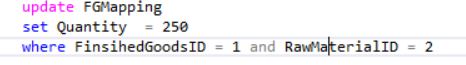 update FGMapping
set Quantity  = 250
where FinsihedGoodsID = 1 and RawMaterialID = 2